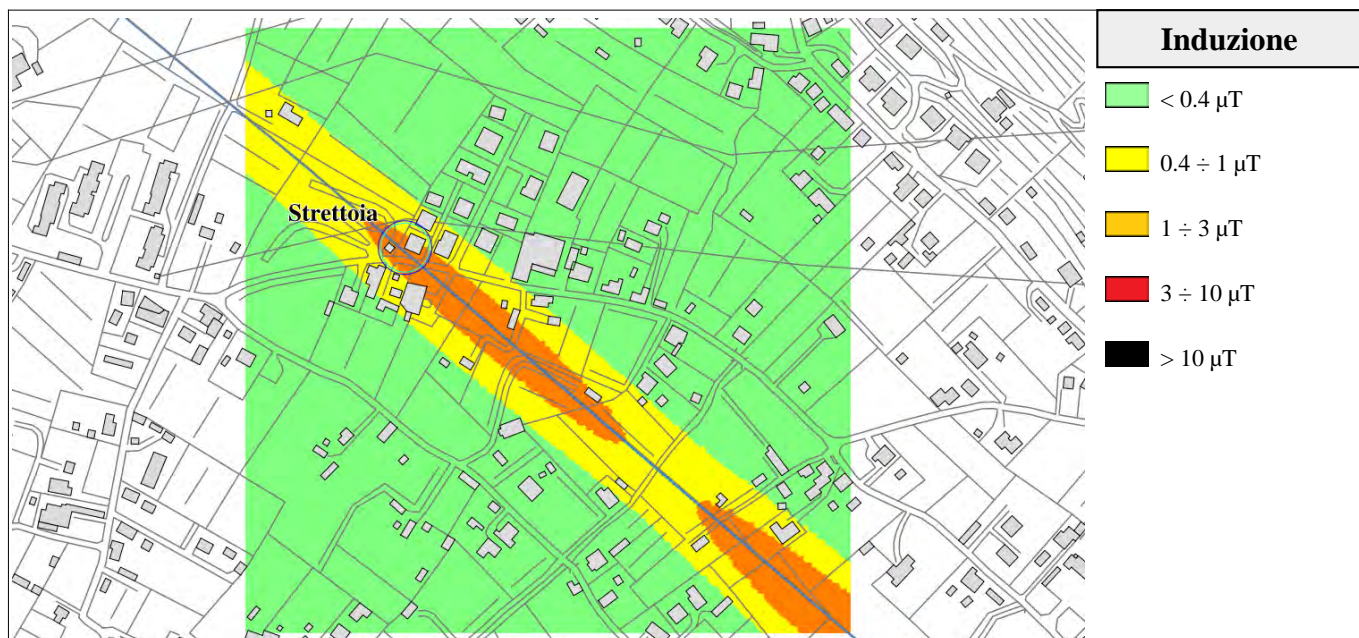 Induzione
< 0.4 µT
0.4 ÷ 1 µT
1 ÷ 3 µT
3 ÷ 10 µT
> 10 µT
Strettoia